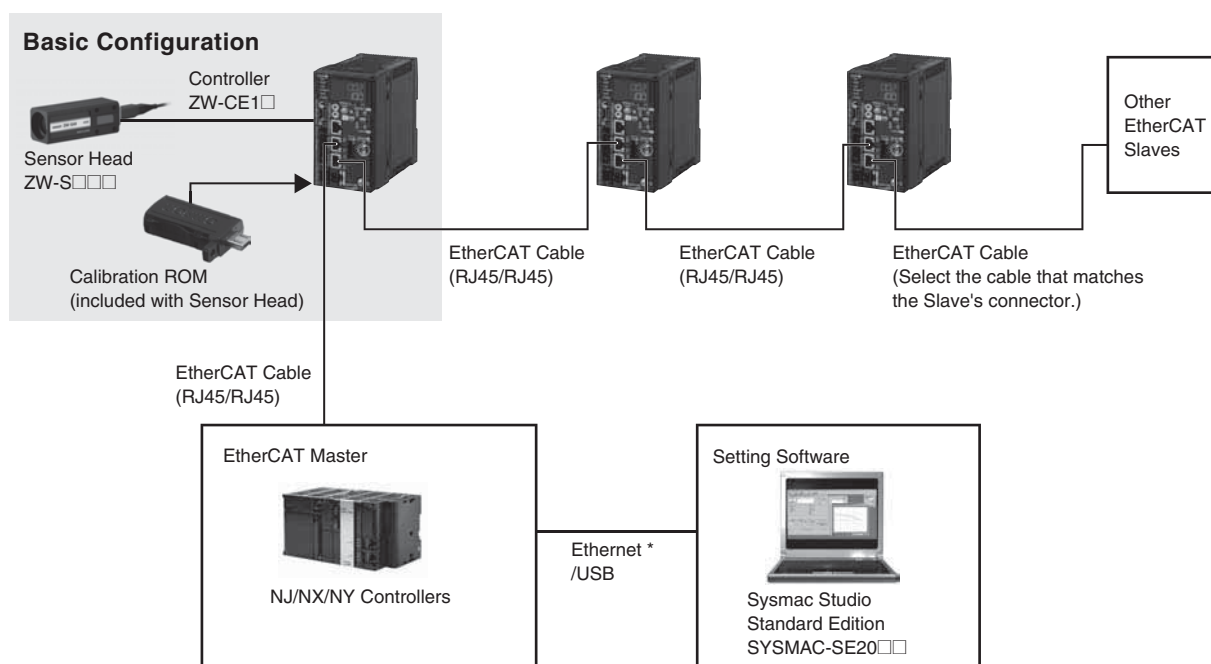 Basic Configuration
Controller
ZW-CE1□
Sensor Head
ZW-S□□□
Calibration ROM
(included with Sensor Head)
EtherCAT Cable
(RJ45/RJ45)
EtherCAT Cable
(RJ45/RJ45)
EtherCAT Cable
(Select the cable that matches
the Slave's connector.)
Other
EtherCAT
Slaves
EtherCAT Cable
(RJ45/RJ45)
EtherCAT Master
NJ/NX/NY Controllers
Ethernet *
/USB
Setting Software
Sysmac Studio
Standard Edition
SYSMAC-SE20□□